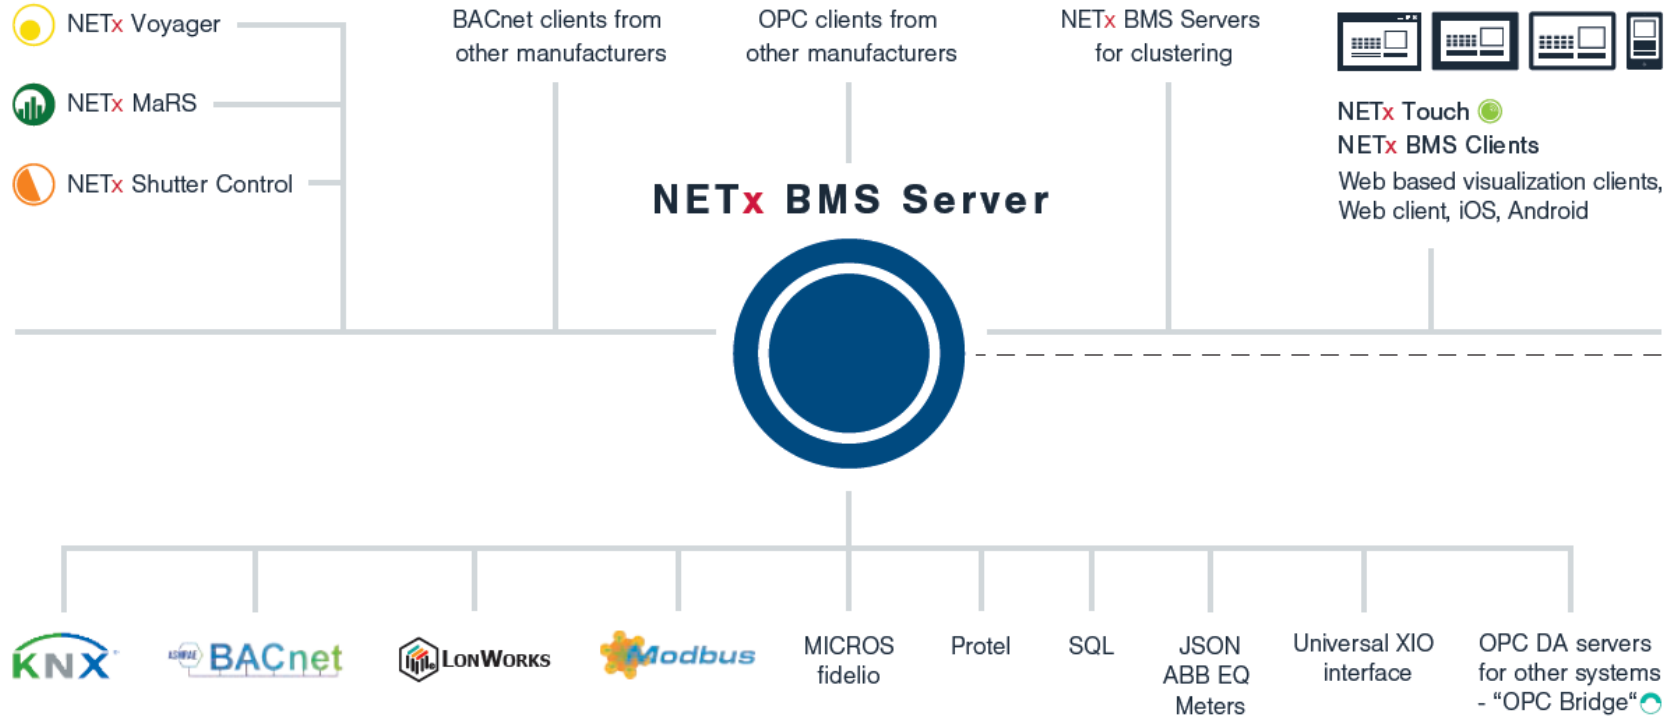 NETx Voyager
NETx MaRS
NETx Shutter Control
BACnet clients from
other manufacturers
OPC clients from
other manufacturers
NETx BMS Servers
for clustering
NETx Touch
NETx BMS Clients
Web based visualization clients,
Web client, iOS, Android
NETx BMS Server
KNX
ASHRAE BACnet
LONWORKS
Modbus
MICROS
fidelio
Protel
SQL
JSON
ABB EQ
Meters
Universal XIO
interface
OPC DA servers
for other systems
- “OPC Bridge“